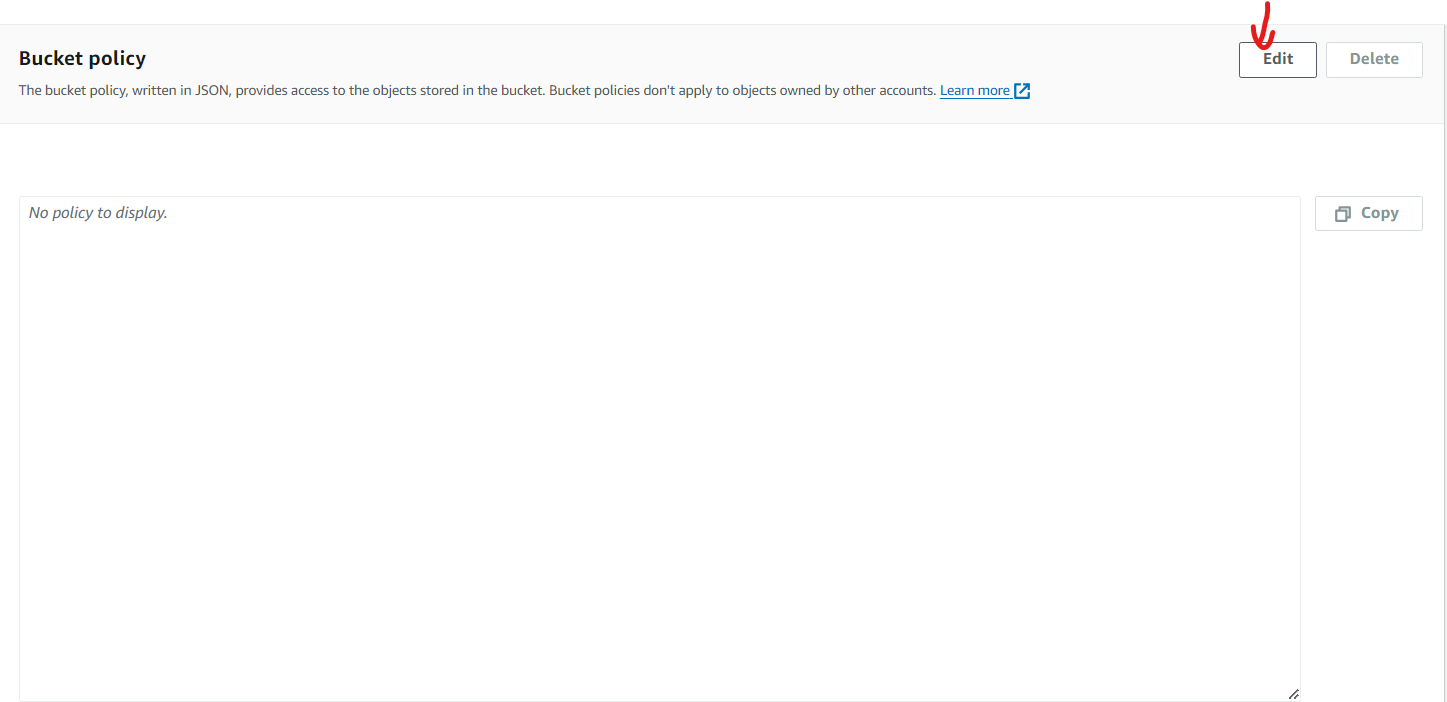 Bucket policy
Edit
Delete
The bucket policy, written in JSON, provides access to the objects stored in the bucket. Bucket policies don't apply to objects owned by other accounts. Learn more
No policy to display.
Copy